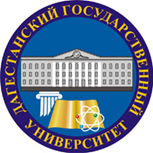 ДАГЕСТАНСКИЙ ГОСУДАРСТВЕННЫЙ
УНИВЕРСИТЕТ